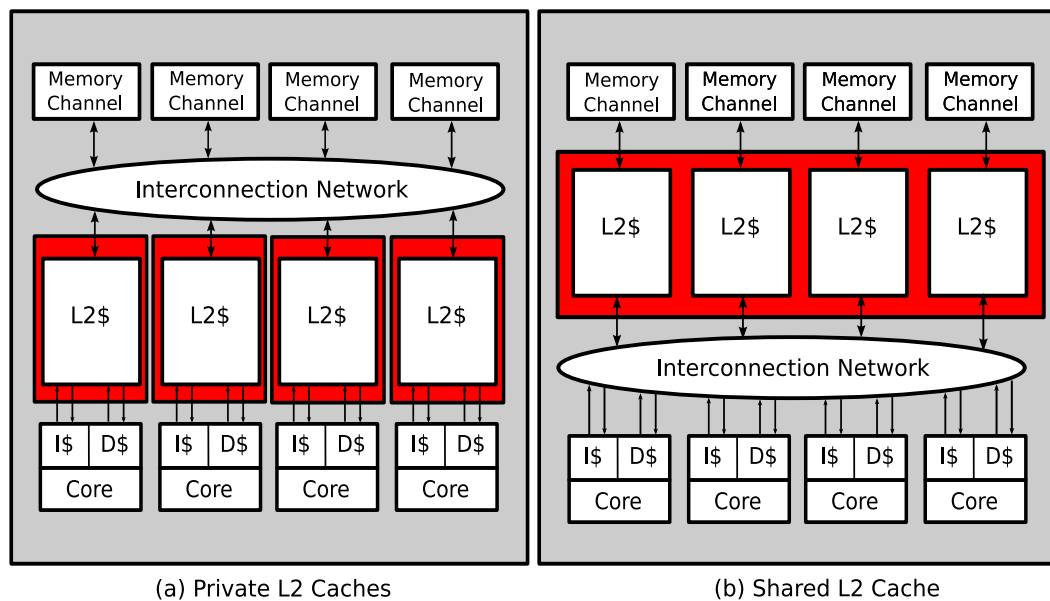 Memory
Channel
Memory
Channel
Memory
Channel
Memory
Channel
Interconnection Network
L2$
L2$
L2$
L2$
I$ D$
Core
I$ D$
Core
I$ D$
Core
I$ D$
Core
(a) Private L2 Caches
Memory
Channel
Memory
Channel
Memory
Channel
Memory
Channel
L2$
L2$
L2$
L2$
Interconnection Network
I$ D$
Core
I$ D$
Core
I$ D$
Core
I$ D$
Core
(b) Shared L2 Cache